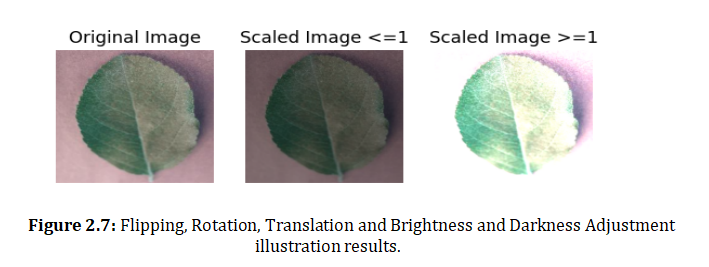 Original Image Scaled Image <=1 Scaled Image >=1
Figure 2.7: Flipping, Rotation, Translation and Brightness and Darkness Adjustment
illustration results.